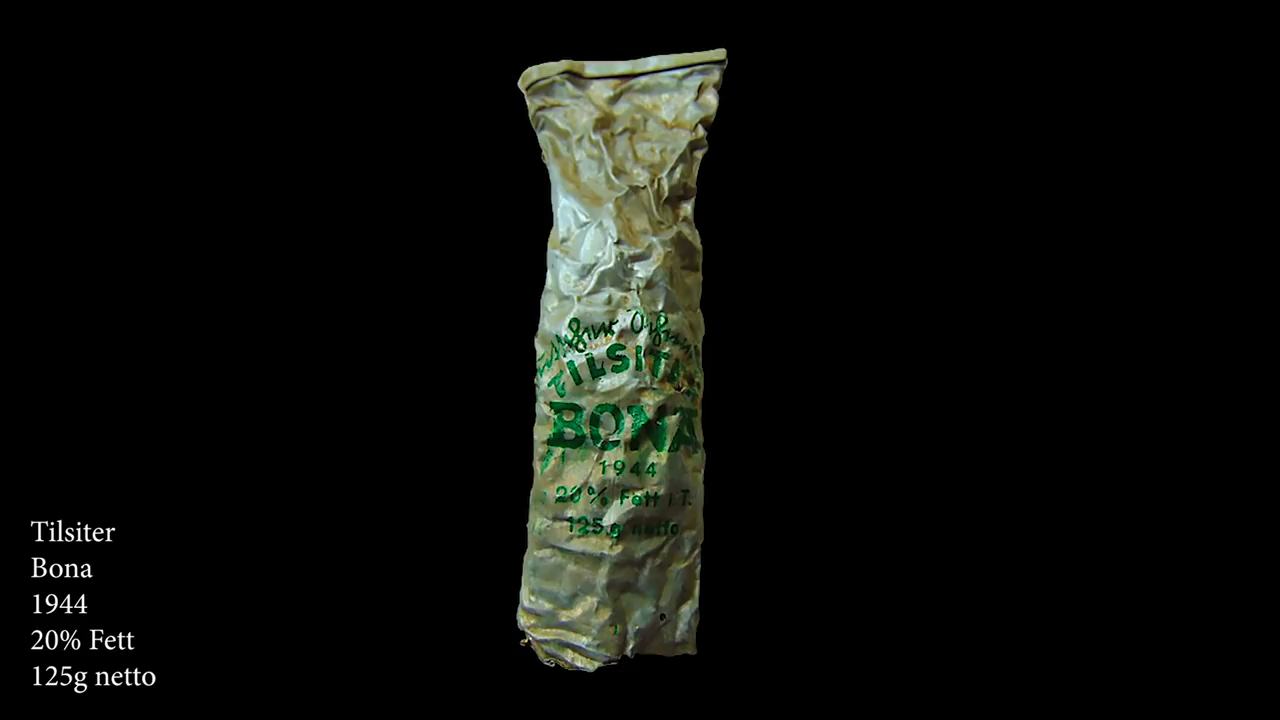 TILSIT
BONA
1944
20% Fett i. T.
125g netto
Tilsiter
Bona
1944
20% Fett
125g netto